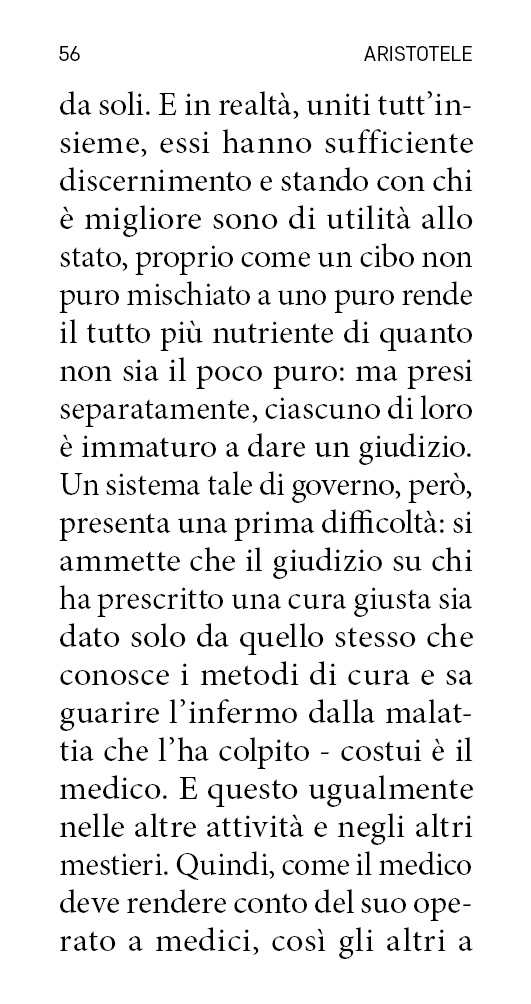 56
ARISTOTELE
da soli. E in realtà, uniti tutt’in-
sieme, essi hanno sufficiente
discernimento e stando con chi
è migliore sono di utilità allo
stato, proprio come un cibo non
puro mischiato a uno puro rende
il tutto più nutriente di quanto
non sia il poco puro: ma presi
separatamente, ciascuno di loro
è immaturo a dare un giudizio.
Un sistema tale di governo, però,
presenta una prima difficoltà: si
ammette che il giudizio su chi
ha prescritto una cura giusta sia
dato solo da quello stesso che
conosce i metodi di cura e sa
guarire l’infermo dalla malat-
tia che l’ha colpito - costui è il
medico. E questo ugualmente
nelle altre attività e negli altri
mestieri. Quindi, come il medico
deve rendere conto del suo ope-
rato a medici, così gli altri a